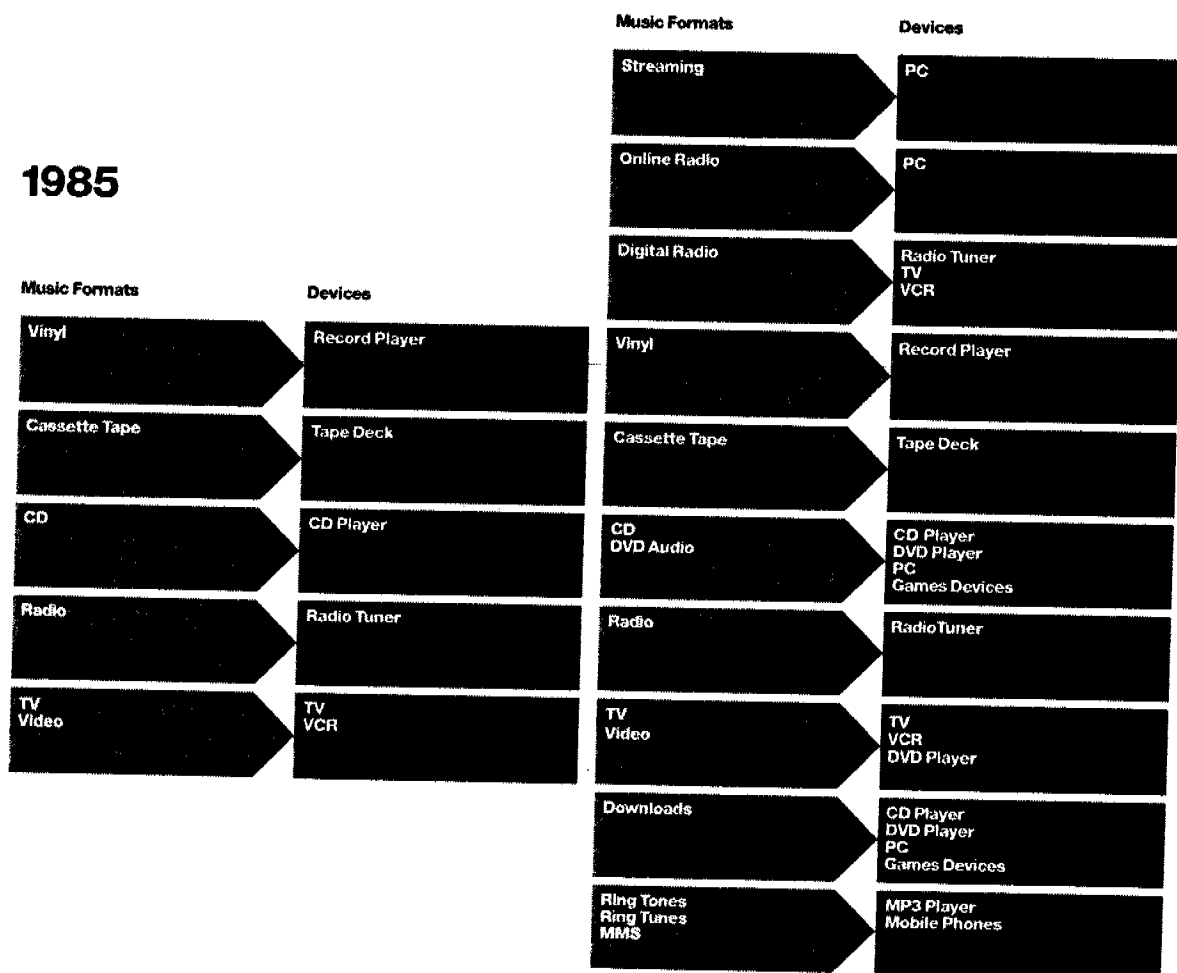 1985
Music Formats
Devices
Vinyl
Record Player
Cassette Tape
Tape Deck
CD
CD Player
Radio
Radio Tuner
TV
Video
TV
VCR
Music Formats
Devices
Streaming
PC
Online Radio
PC
Digital Radio
Radio Tuner
TV
VCR
Vinyl
Record Player
Cassette Tape
Tape Deck
CD
DVD Audio
CD Player
DVD Player
PC
Games Devices
Radio
RadioTuner
TV
Video
TV
VCR
DVD Player
Downloads
CD Player
DVD Player
PC
Games Devices
Ring Tones
Ring Tunes
MMS
MP3 Player
Mobile Phones